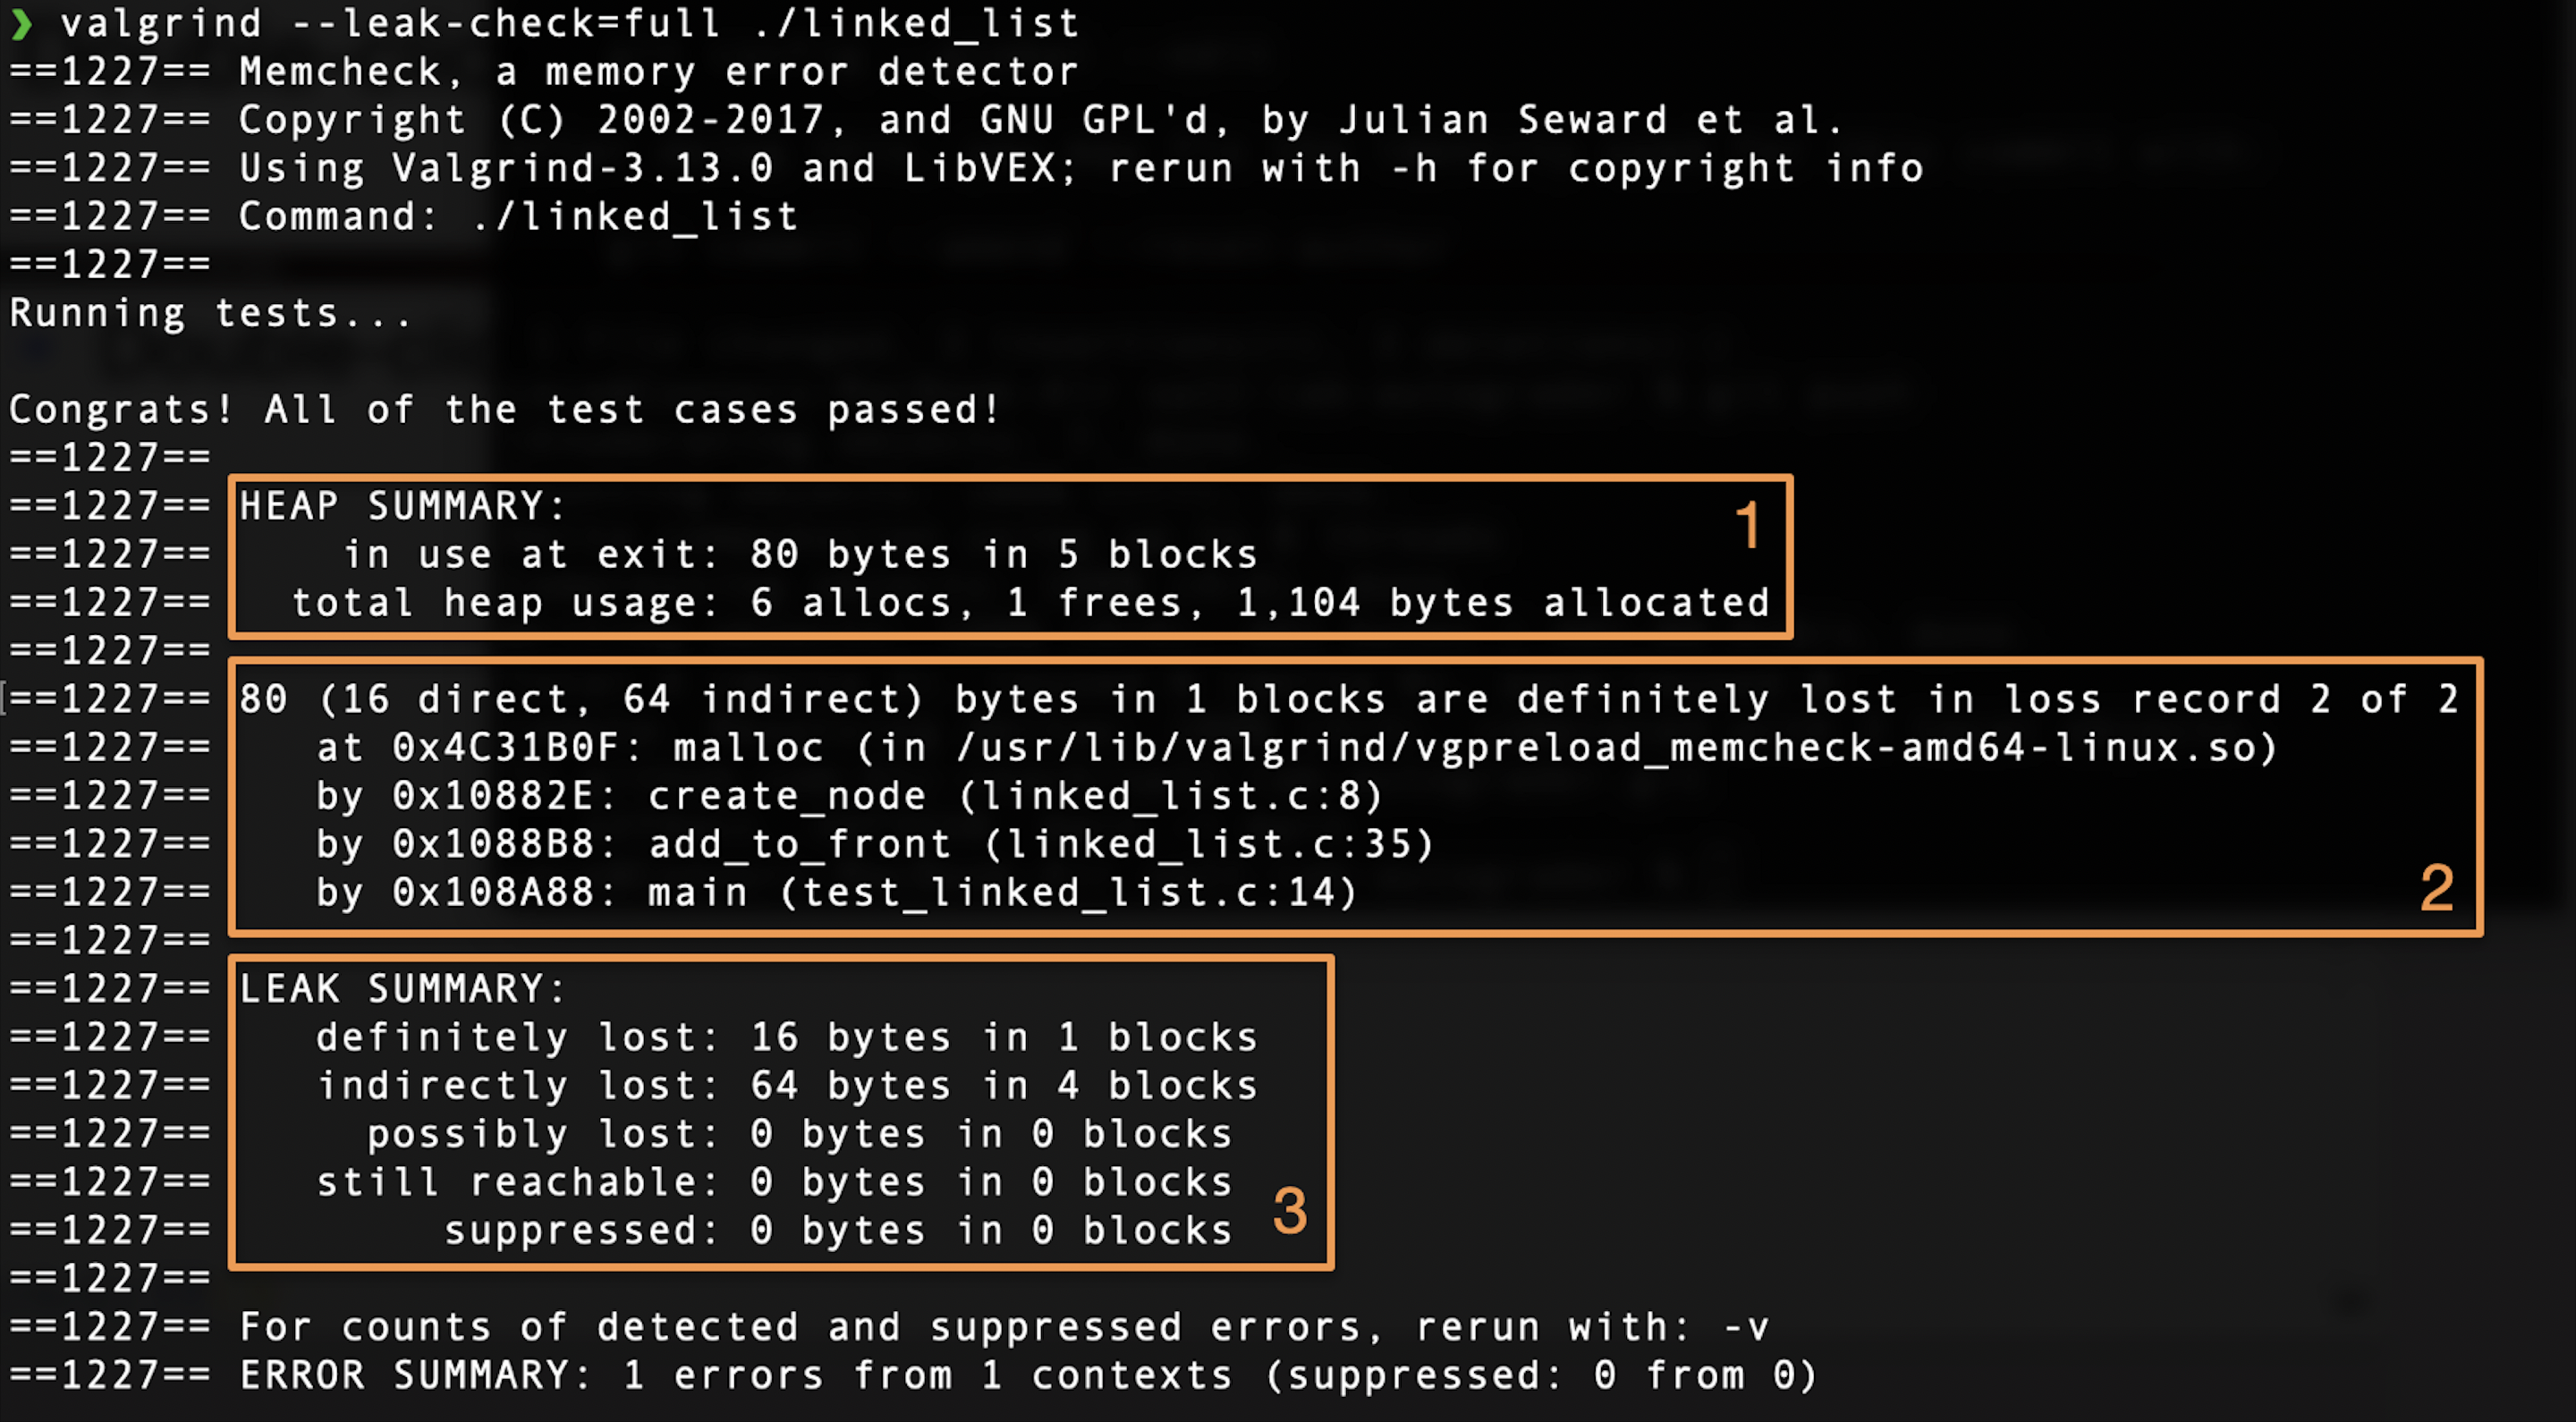 ❯ valgrind --leak-check=full ./linked_list
==1227== Memcheck, a memory error detector
==1227== Copyright (C) 2002-2017, and GNU GPL'd, by Julian Seward et al.
==1227== Using Valgrind-3.13.0 and LibVEX; rerun with -h for copyright info
==1227== Command: ./linked_list
==1227==
Running tests...
Congrats! All of the test cases passed!
==1227==
==1227== HEAP SUMMARY:
1
==1227==     in use at exit: 80 bytes in 5 blocks
==1227==   total heap usage: 6 allocs, 1 frees, 1,104 bytes allocated
==1227==
[==1227== 80 (16 direct, 64 indirect) bytes in 1 blocks are definitely lost in loss record 2 of 2
==1227==    at 0x4C31B0F: malloc (in /usr/lib/valgrind/vgpreload_memcheck-amd64-linux.so)
==1227==    by 0x10882E: create_node (linked_list.c:8)
==1227==    by 0x1088B8: add_to_front (linked_list.c:35)
==1227==    by 0x108A88: main (test_linked_list.c:14)
2
==1227==
==1227== LEAK SUMMARY:
==1227==    definitely lost: 16 bytes in 1 blocks
==1227==    indirectly lost: 64 bytes in 4 blocks
==1227==      possibly lost: 0 bytes in 0 blocks
==1227==    still reachable: 0 bytes in 0 blocks
3
==1227==         suppressed: 0 bytes in 0 blocks
==1227==
==1227== For counts of detected and suppressed errors, rerun with: -v
==1227== ERROR SUMMARY: 1 errors from 1 contexts (suppressed: 0 from 0)